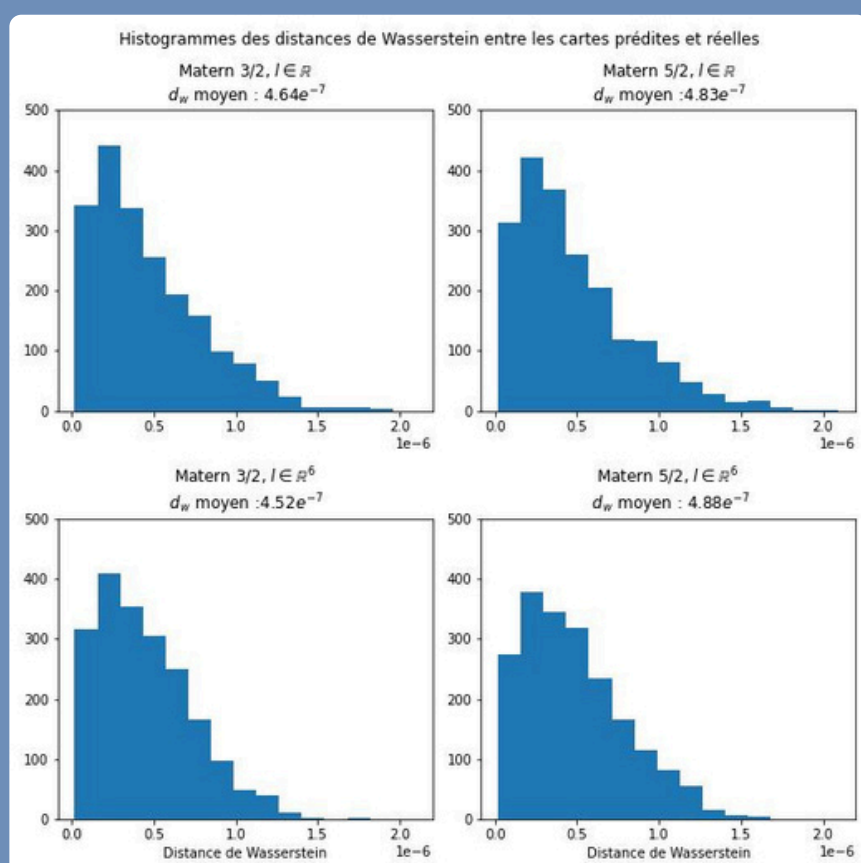 Histogrammes des distances de Wasserstein entre les cartes prédites et réelles
Matern 3/2, l ∈ ℝ
d_w moyen : 4.64e⁻⁷
500
400
300
200
100
0
0.0 0.5 1.0 1.5 2.0
1e−6
Matern 5/2, l ∈ ℝ
d_w moyen :4.83e⁻⁷
500
400
300
200
100
0
0.0 0.5 1.0 1.5 2.0
1e−6
Matern 3/2, l ∈ ℝ⁶
d_w moyen :4.52e⁻⁷
500
400
300
200
100
0
0.0 0.5 1.0 1.5 2.0
Distance de Wasserstein 1e−6
Matern 5/2, l ∈ ℝ⁶
d_w moyen : 4.88e⁻⁷
500
400
300
200
100
0
0.0 0.5 1.0 1.5 2.0
Distance de Wasserstein 1e−6